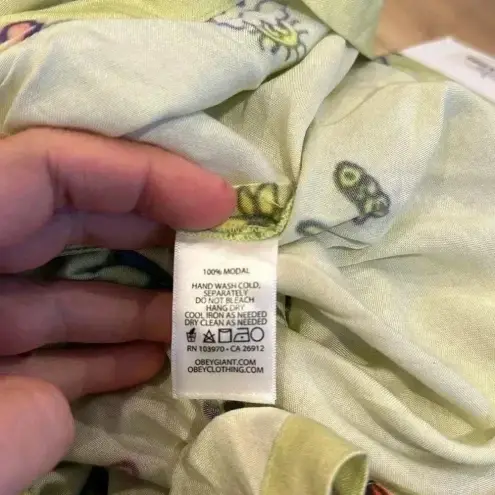 100% MODAL
HAND WASH COLD,
SEPARATELY
DO NOT BLEACH
HANG DRY
COOL IRON AS NEEDED
DRY CLEAN AS NEEDED
RN 103970 • CA 26912
OBEYGIANT.COM
OBEYCLOTHING.COM